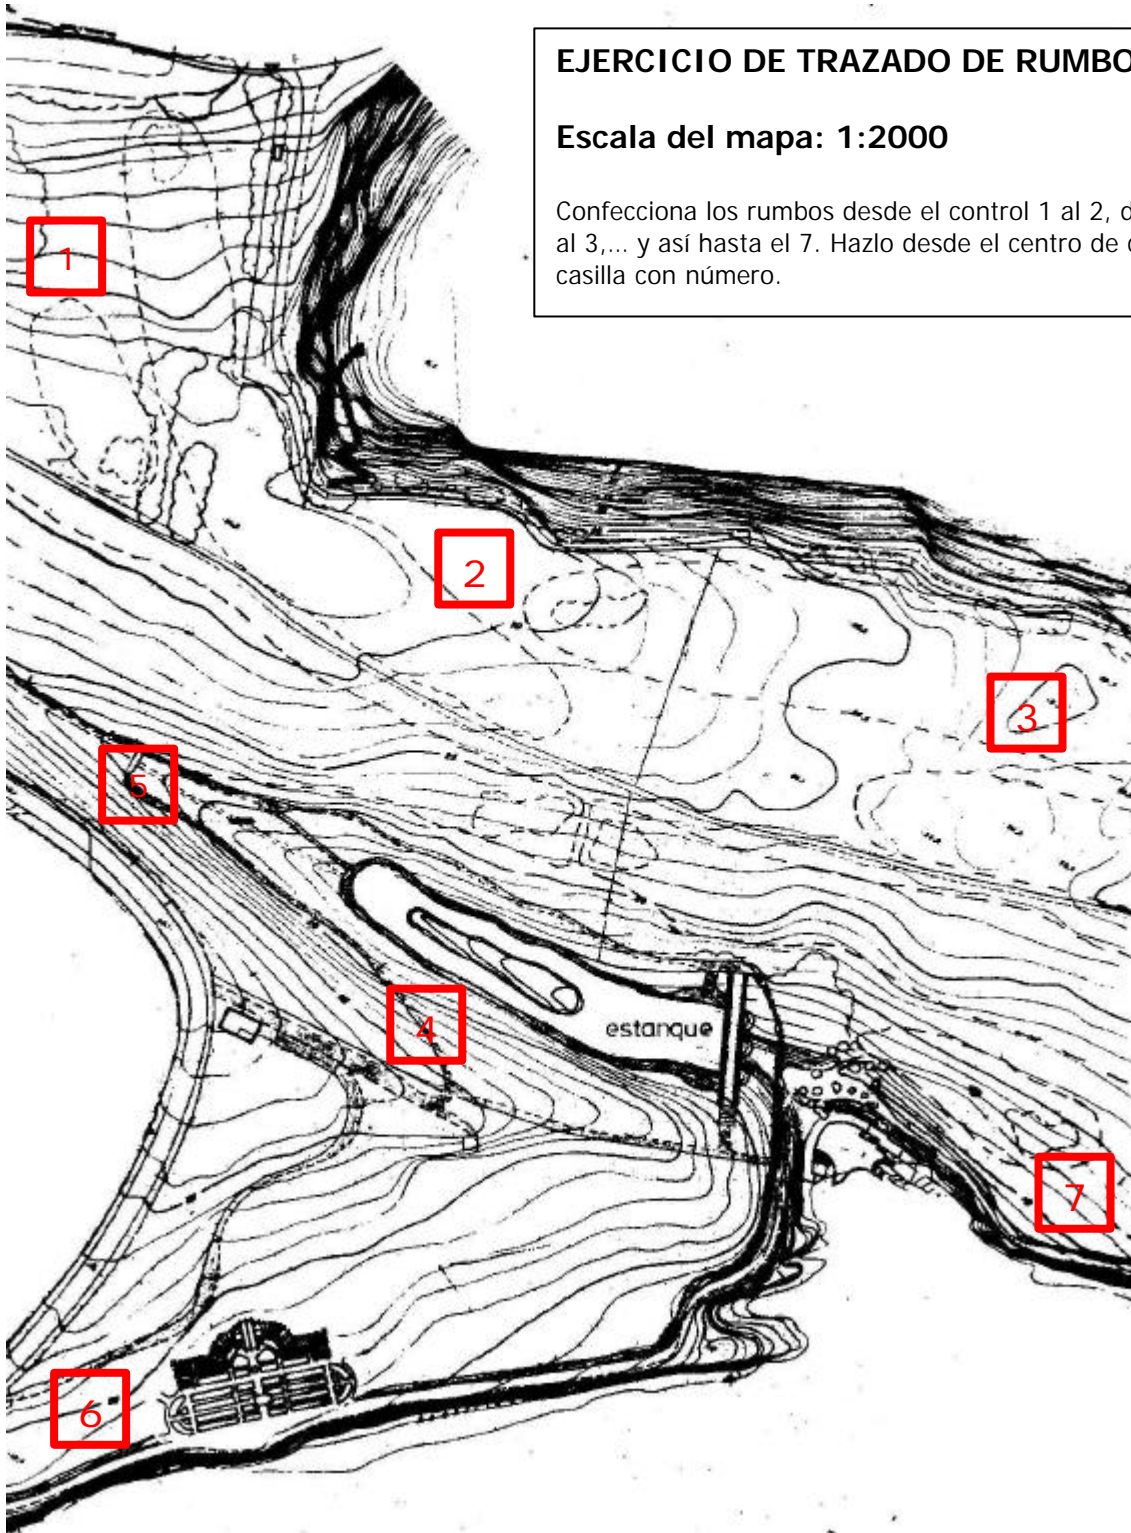 EJERCICIO DE TRAZADO DE RUMBO
Escala del mapa: 1:2000
Confecciona los rumbos desde el control 1 al 2, d
al 3,... y así hasta el 7. Hazlo desde el centro de c
casilla con número.
1
2
3
5
4
estanque
7
6